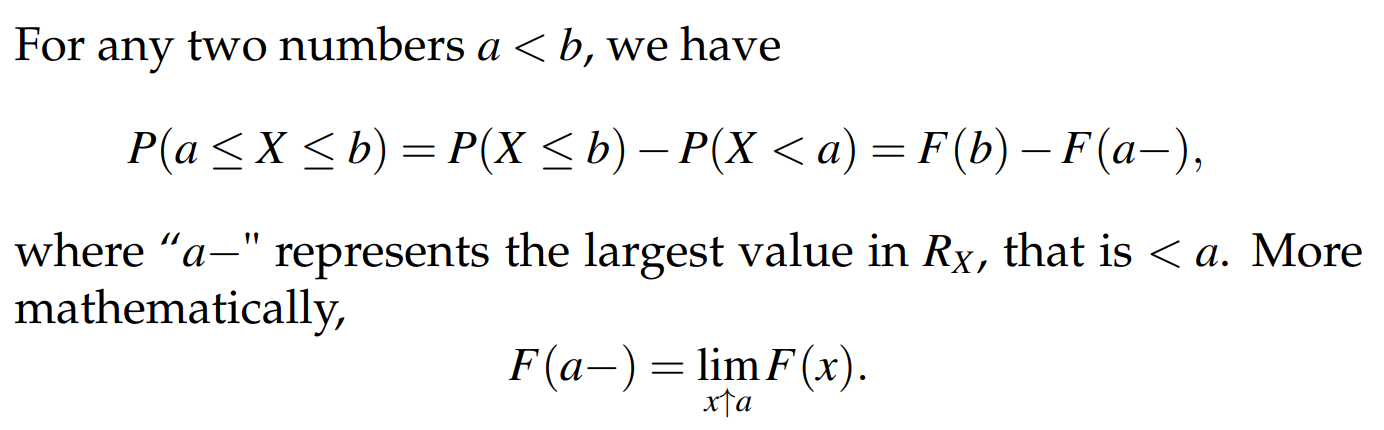 For any two numbers a < b, we have
P(a ≤ X ≤ b) = P(X ≤ b) − P(X < a) = F(b) − F(a−),
where “a−" represents the largest value in R_X, that is < a. More
mathematically,
F(a−) = lim_{x↑a} F(x).